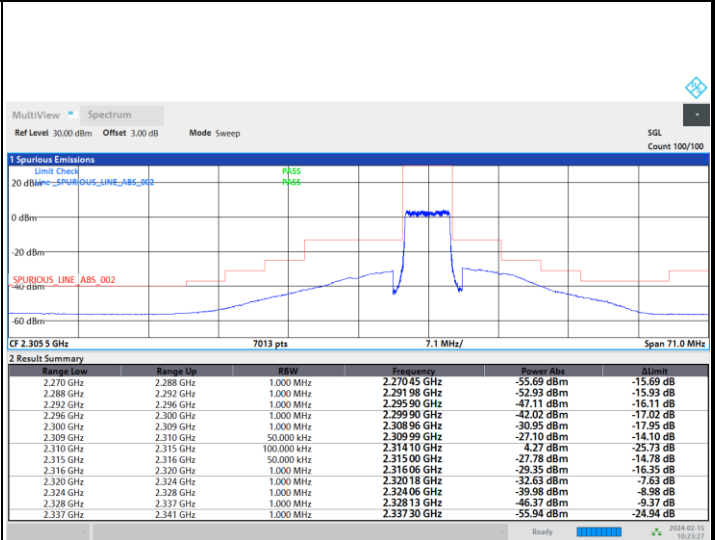 MultiView
Spectrum
Ref Level 30.00 dBm Offset 3.00 dB Mode Sweep SGL
Count 100/100
1 Spurious Emissions
Limit Check PASS
20 dBm Line _SPURIOUS_LINE_ABS_002 PASS
0 dBm
-20 dBm
SPURIOUS_LINE_ABS_002
-40 dBm
-60 dBm
CF 2.305 5 GHz 7013 pts 7.1 MHz/ Span 71.0 MHz
2 Result Summary
Range Low Range Up RBW Frequency Power Abs ΔLimit
2.270 GHz 2.288 GHz 1.000 MHz 2.270 45 GHz -55.69 dBm -15.69 dB
2.288 GHz 2.292 GHz 1.000 MHz 2.291 98 GHz -52.93 dBm -15.93 dB
2.292 GHz 2.296 GHz 1.000 MHz 2.295 90 GHz -47.11 dBm -16.11 dB
2.296 GHz 2.300 GHz 1.000 MHz 2.299 90 GHz -42.02 dBm -17.02 dB
2.300 GHz 2.309 GHz 1.000 MHz 2.308 96 GHz -30.95 dBm -17.95 dB
2.309 GHz 2.310 GHz 50.000 kHz 2.309 99 GHz -27.10 dBm -14.10 dB
2.310 GHz 2.315 GHz 100.000 kHz 2.314 10 GHz 4.27 dBm -25.73 dB
2.315 GHz 2.316 GHz 50.000 kHz 2.315 00 GHz -27.78 dBm -14.78 dB
2.316 GHz 2.320 GHz 1.000 MHz 2.316 06 GHz -29.35 dBm -16.35 dB
2.320 GHz 2.324 GHz 1.000 MHz 2.320 18 GHz -32.63 dBm -7.63 dB
2.324 GHz 2.328 GHz 1.000 MHz 2.324 06 GHz -39.98 dBm -8.98 dB
2.328 GHz 2.337 GHz 1.000 MHz 2.328 13 GHz -46.37 dBm -9.37 dB
2.337 GHz 2.341 GHz 1.000 MHz 2.337 30 GHz -55.94 dBm -24.94 dB
Ready 2024-02-15
10:23:27